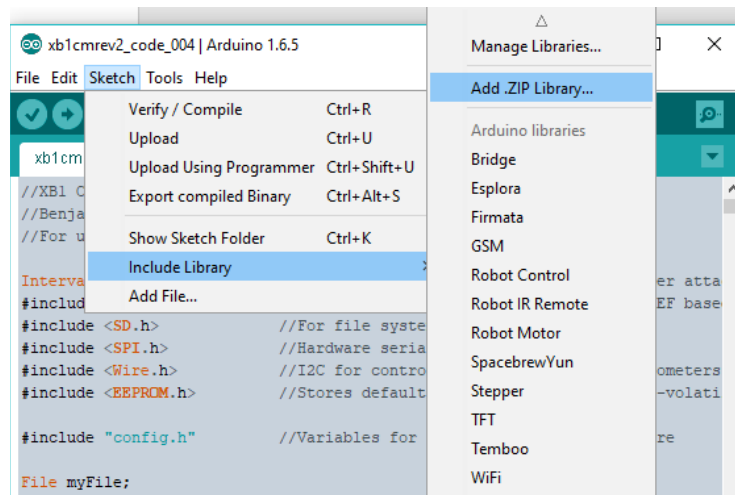 xb1cmrev2_code_004 | Arduino 1.6.5
File Edit Sketch Tools Help
xb1cm
Verify / Compile Ctrl+R
Upload Ctrl+U
Upload Using Programmer Ctrl+Shift+U
Export compiled Binary Ctrl+Alt+S
Show Sketch Folder Ctrl+K
Include Library
Add File...
Manage Libraries...
Add .ZIP Library...
Arduino libraries
Bridge
Esplora
Firmata
GSM
Robot Control
Robot IR Remote
Robot Motor
SpacebrewYun
Stepper
TFT
Temboo
WiFi
//XB1 C
//Benja
//For u
Interva er atta
#includ EF base
#include <SD.h> //For file syste
#include <SPI.h> //Hardware seria
#include <Wire.h> //I2C for contro ometers
#include <EEPROM.h> //Stores default -volati
#include "config.h" //Variables for re
File myFile;